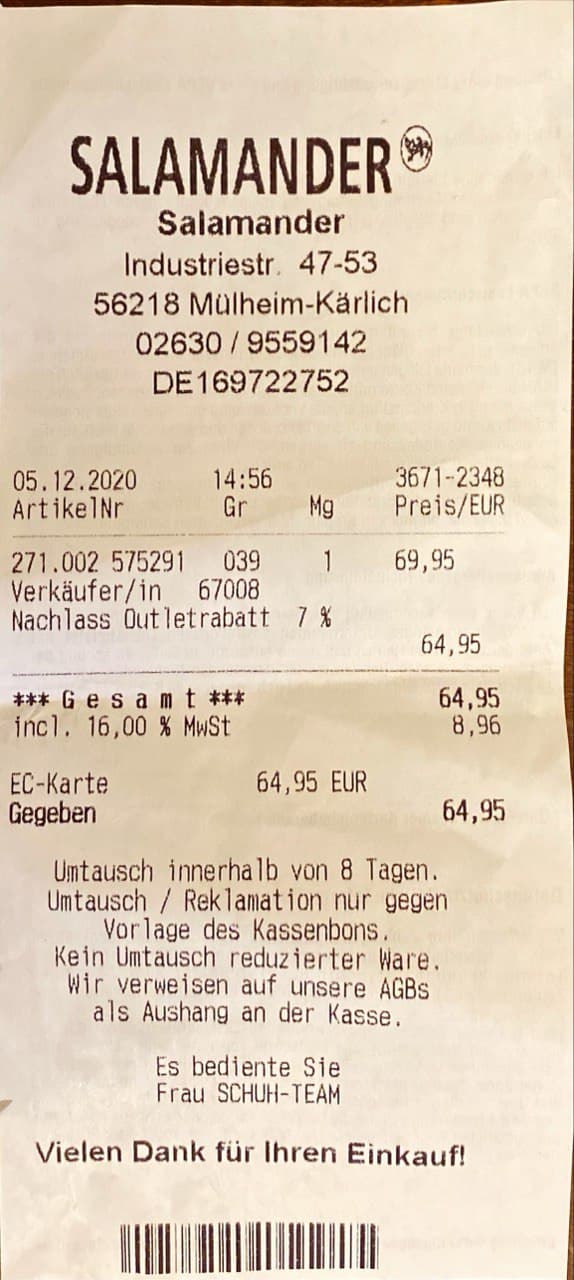 SALAMANDER
Salamander
Industriestr. 47-53
56218 Mülheim-Kärlich
02630 / 9559142
DE169722752
05.12.2020 14:56 3671-2348
ArtikelNr Gr Mg Preis/EUR
271.002 575291 039 1 69,95
Verkäufer/in 67008
Nachlass Outletrabatt 7 %
64,95
*** G e s a m t *** 64,95
incl. 16,00 % MwSt 8,96
EC-Karte 64,95 EUR
Gegeben 64,95
Umtausch innerhalb von 8 Tagen.
Umtausch / Reklamation nur gegen
Vorlage des Kassenbons.
Kein Umtausch reduzierter Ware.
Wir verweisen auf unsere AGBs
als Aushang an der Kasse.
Es bediente Sie
Frau SCHUH-TEAM
Vielen Dank für Ihren Einkauf!